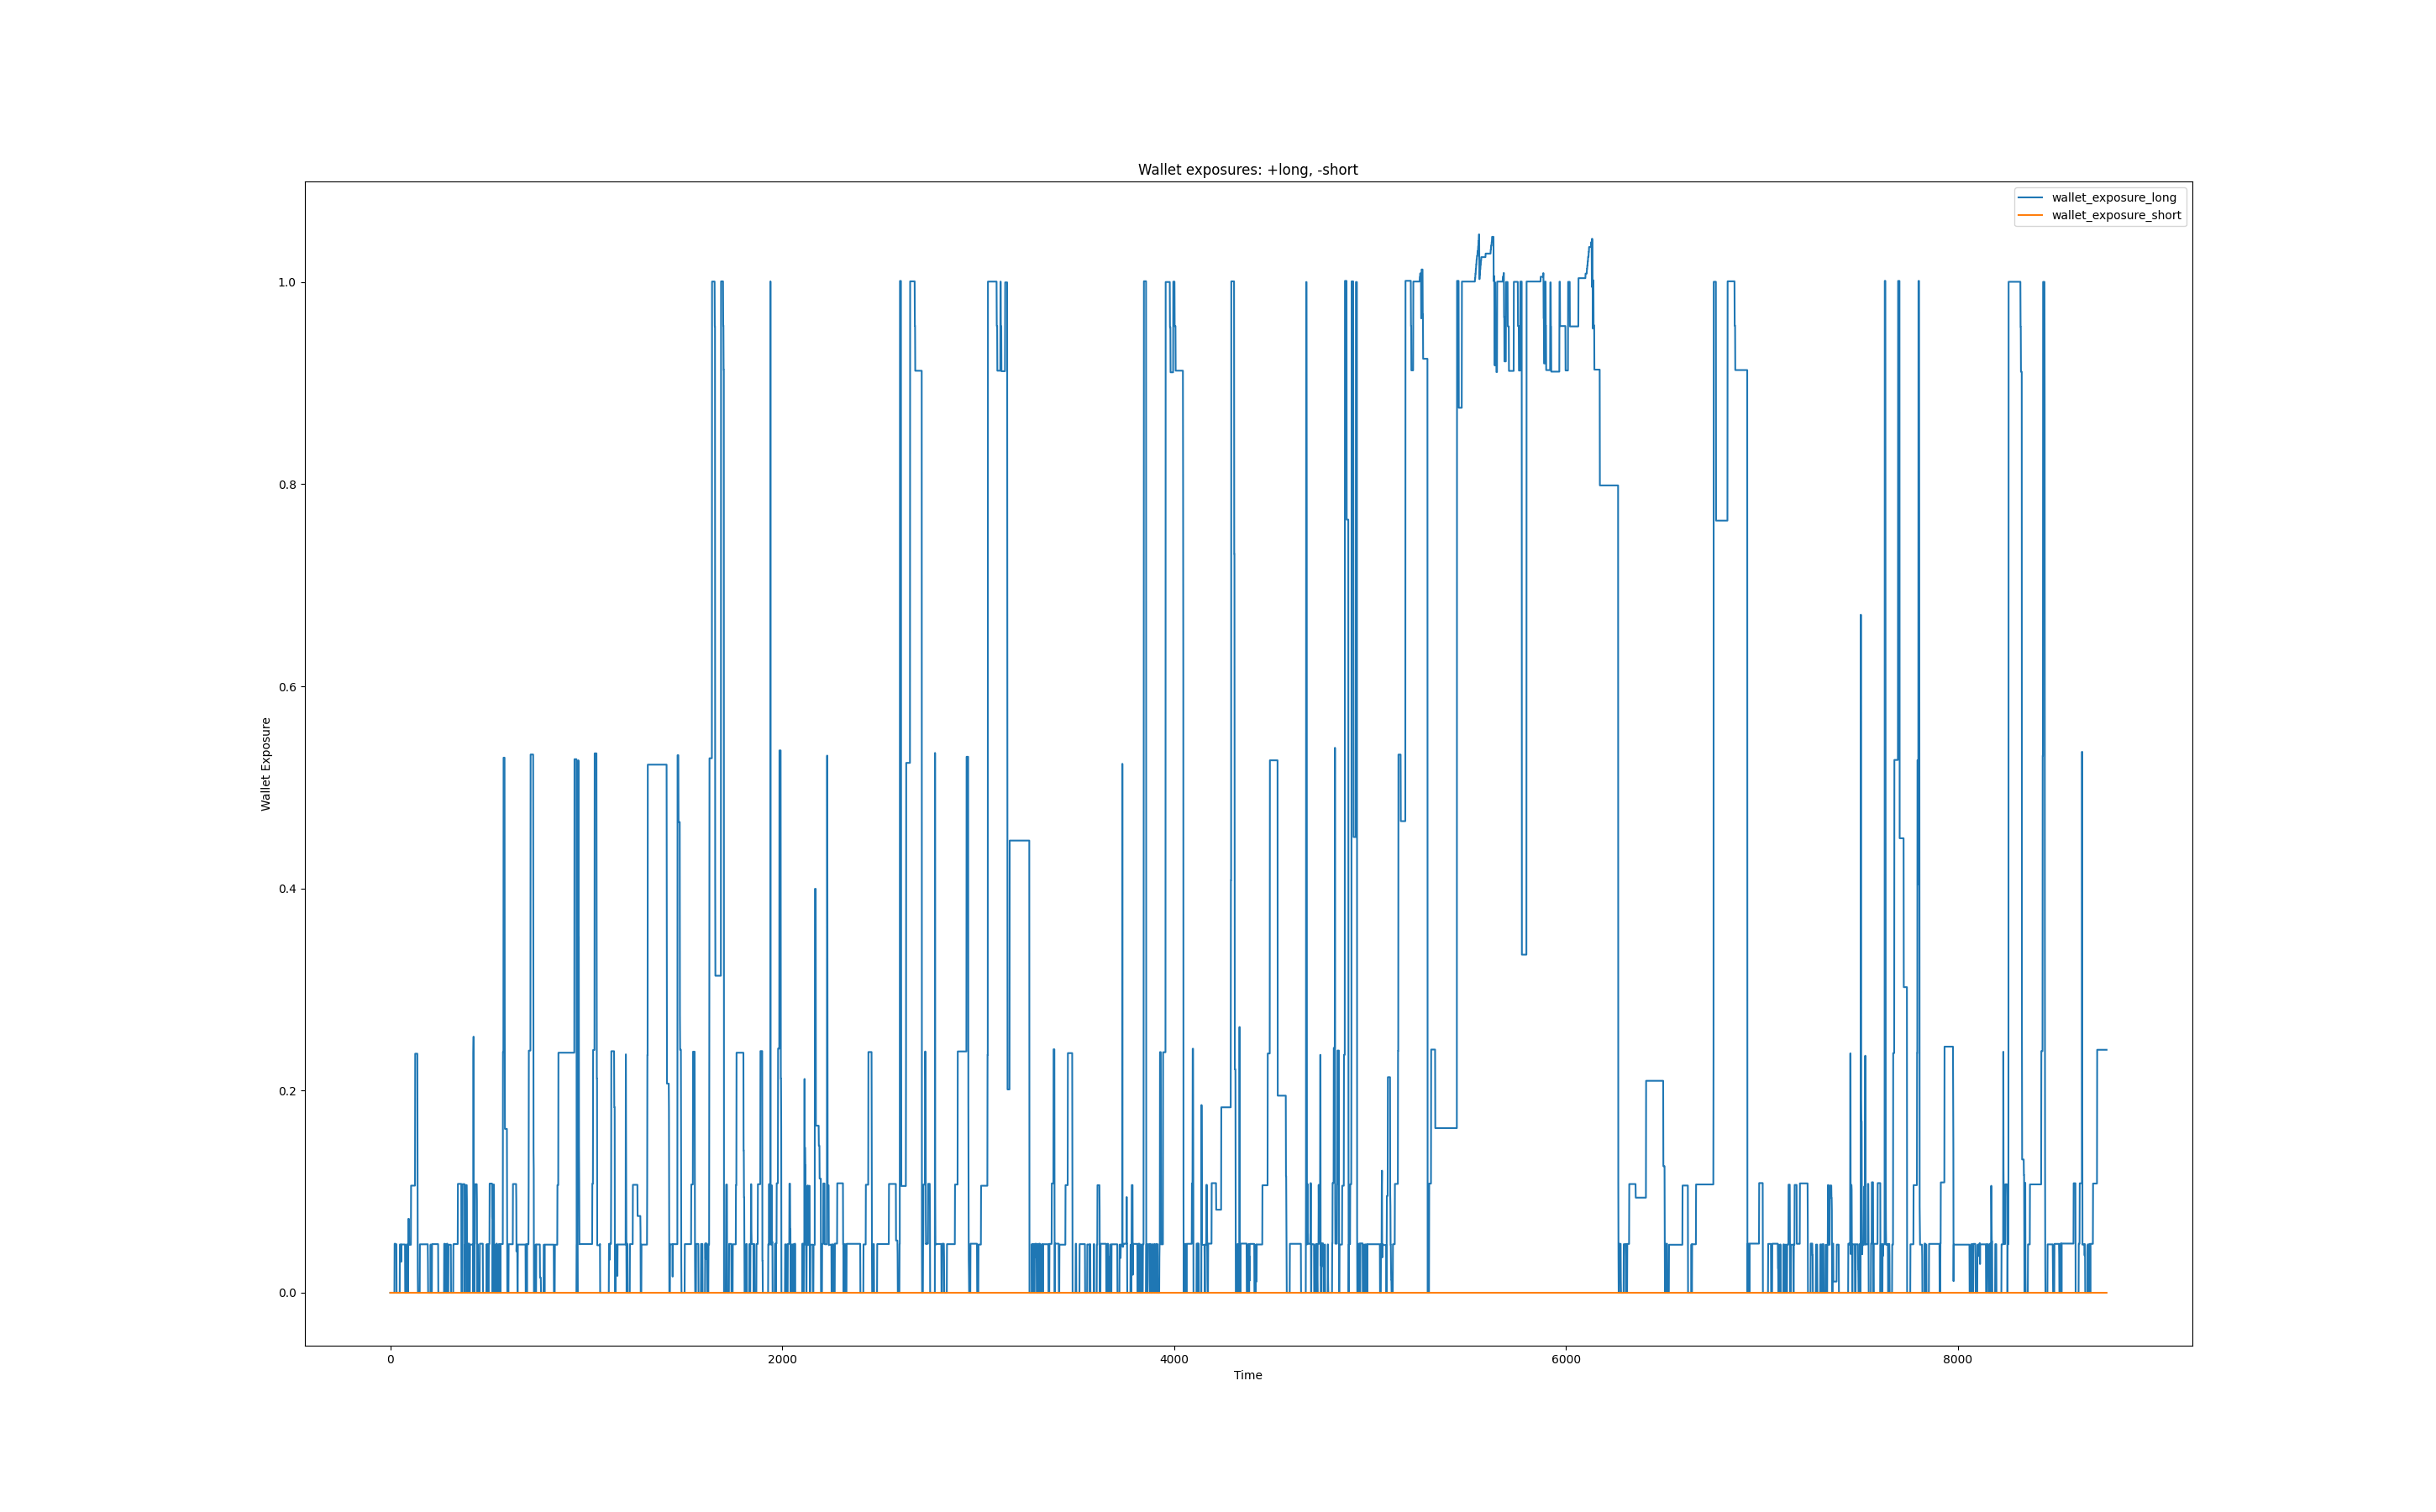 Wallet exposures: +long, -short
wallet_exposure_long
wallet_exposure_short
1.0
0.8
0.6
0.4
0.2
0.0
Wallet Exposure
0
2000
4000
6000
8000
Time